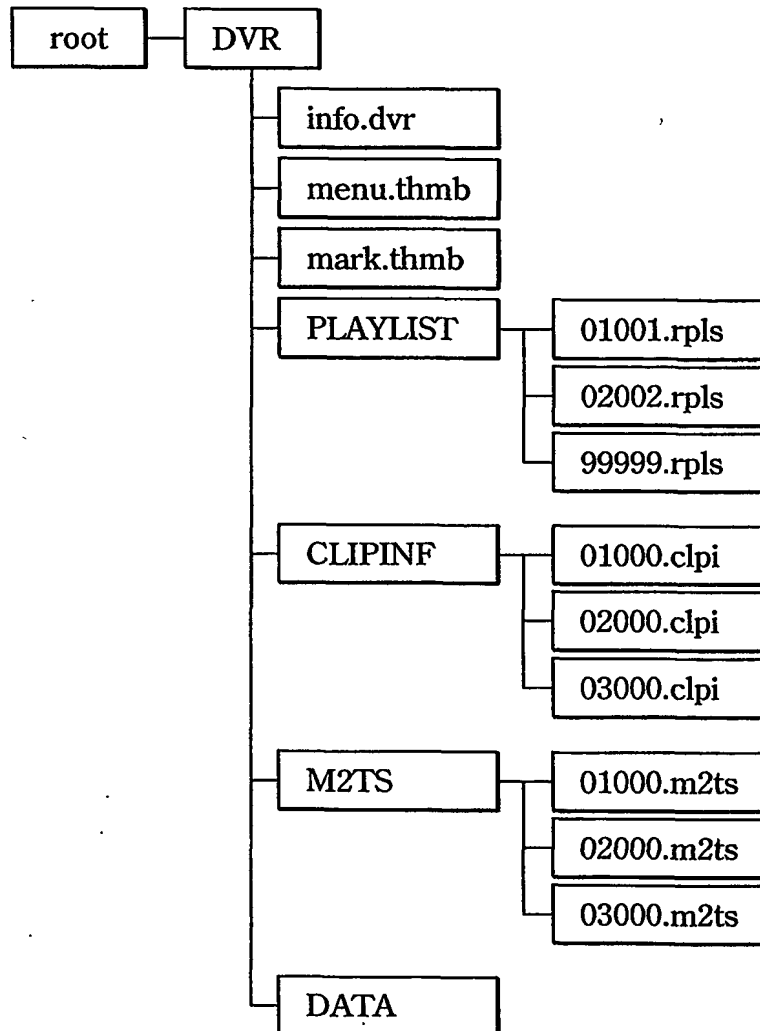 root DVR
info.dvr
menu.thmb
mark.thmb
PLAYLIST 01001.rpls
02002.rpls
99999.rpls
CLIPINF 01000.clpi
02000.clpi
03000.clpi
M2TS 01000.m2ts
02000.m2ts
03000.m2ts
DATA